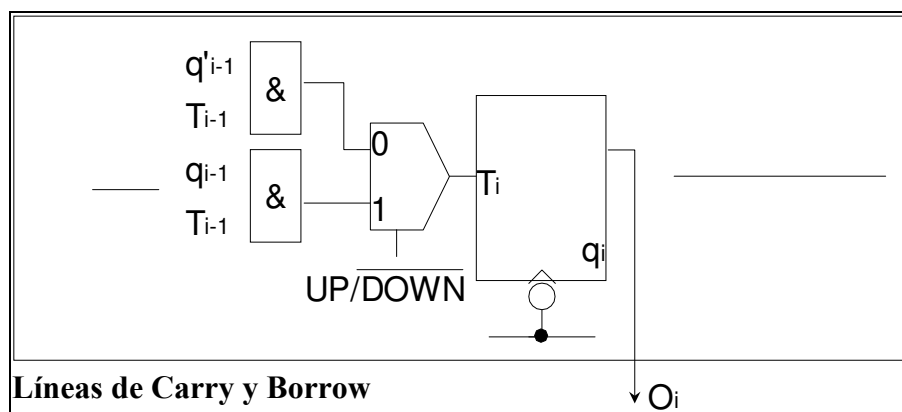 q'i-1
&
Ti-1
0
qi-1
&
Ti-1
1
Ti
qi
UP/DOWN
Líneas de Carry y Borrow
Oi